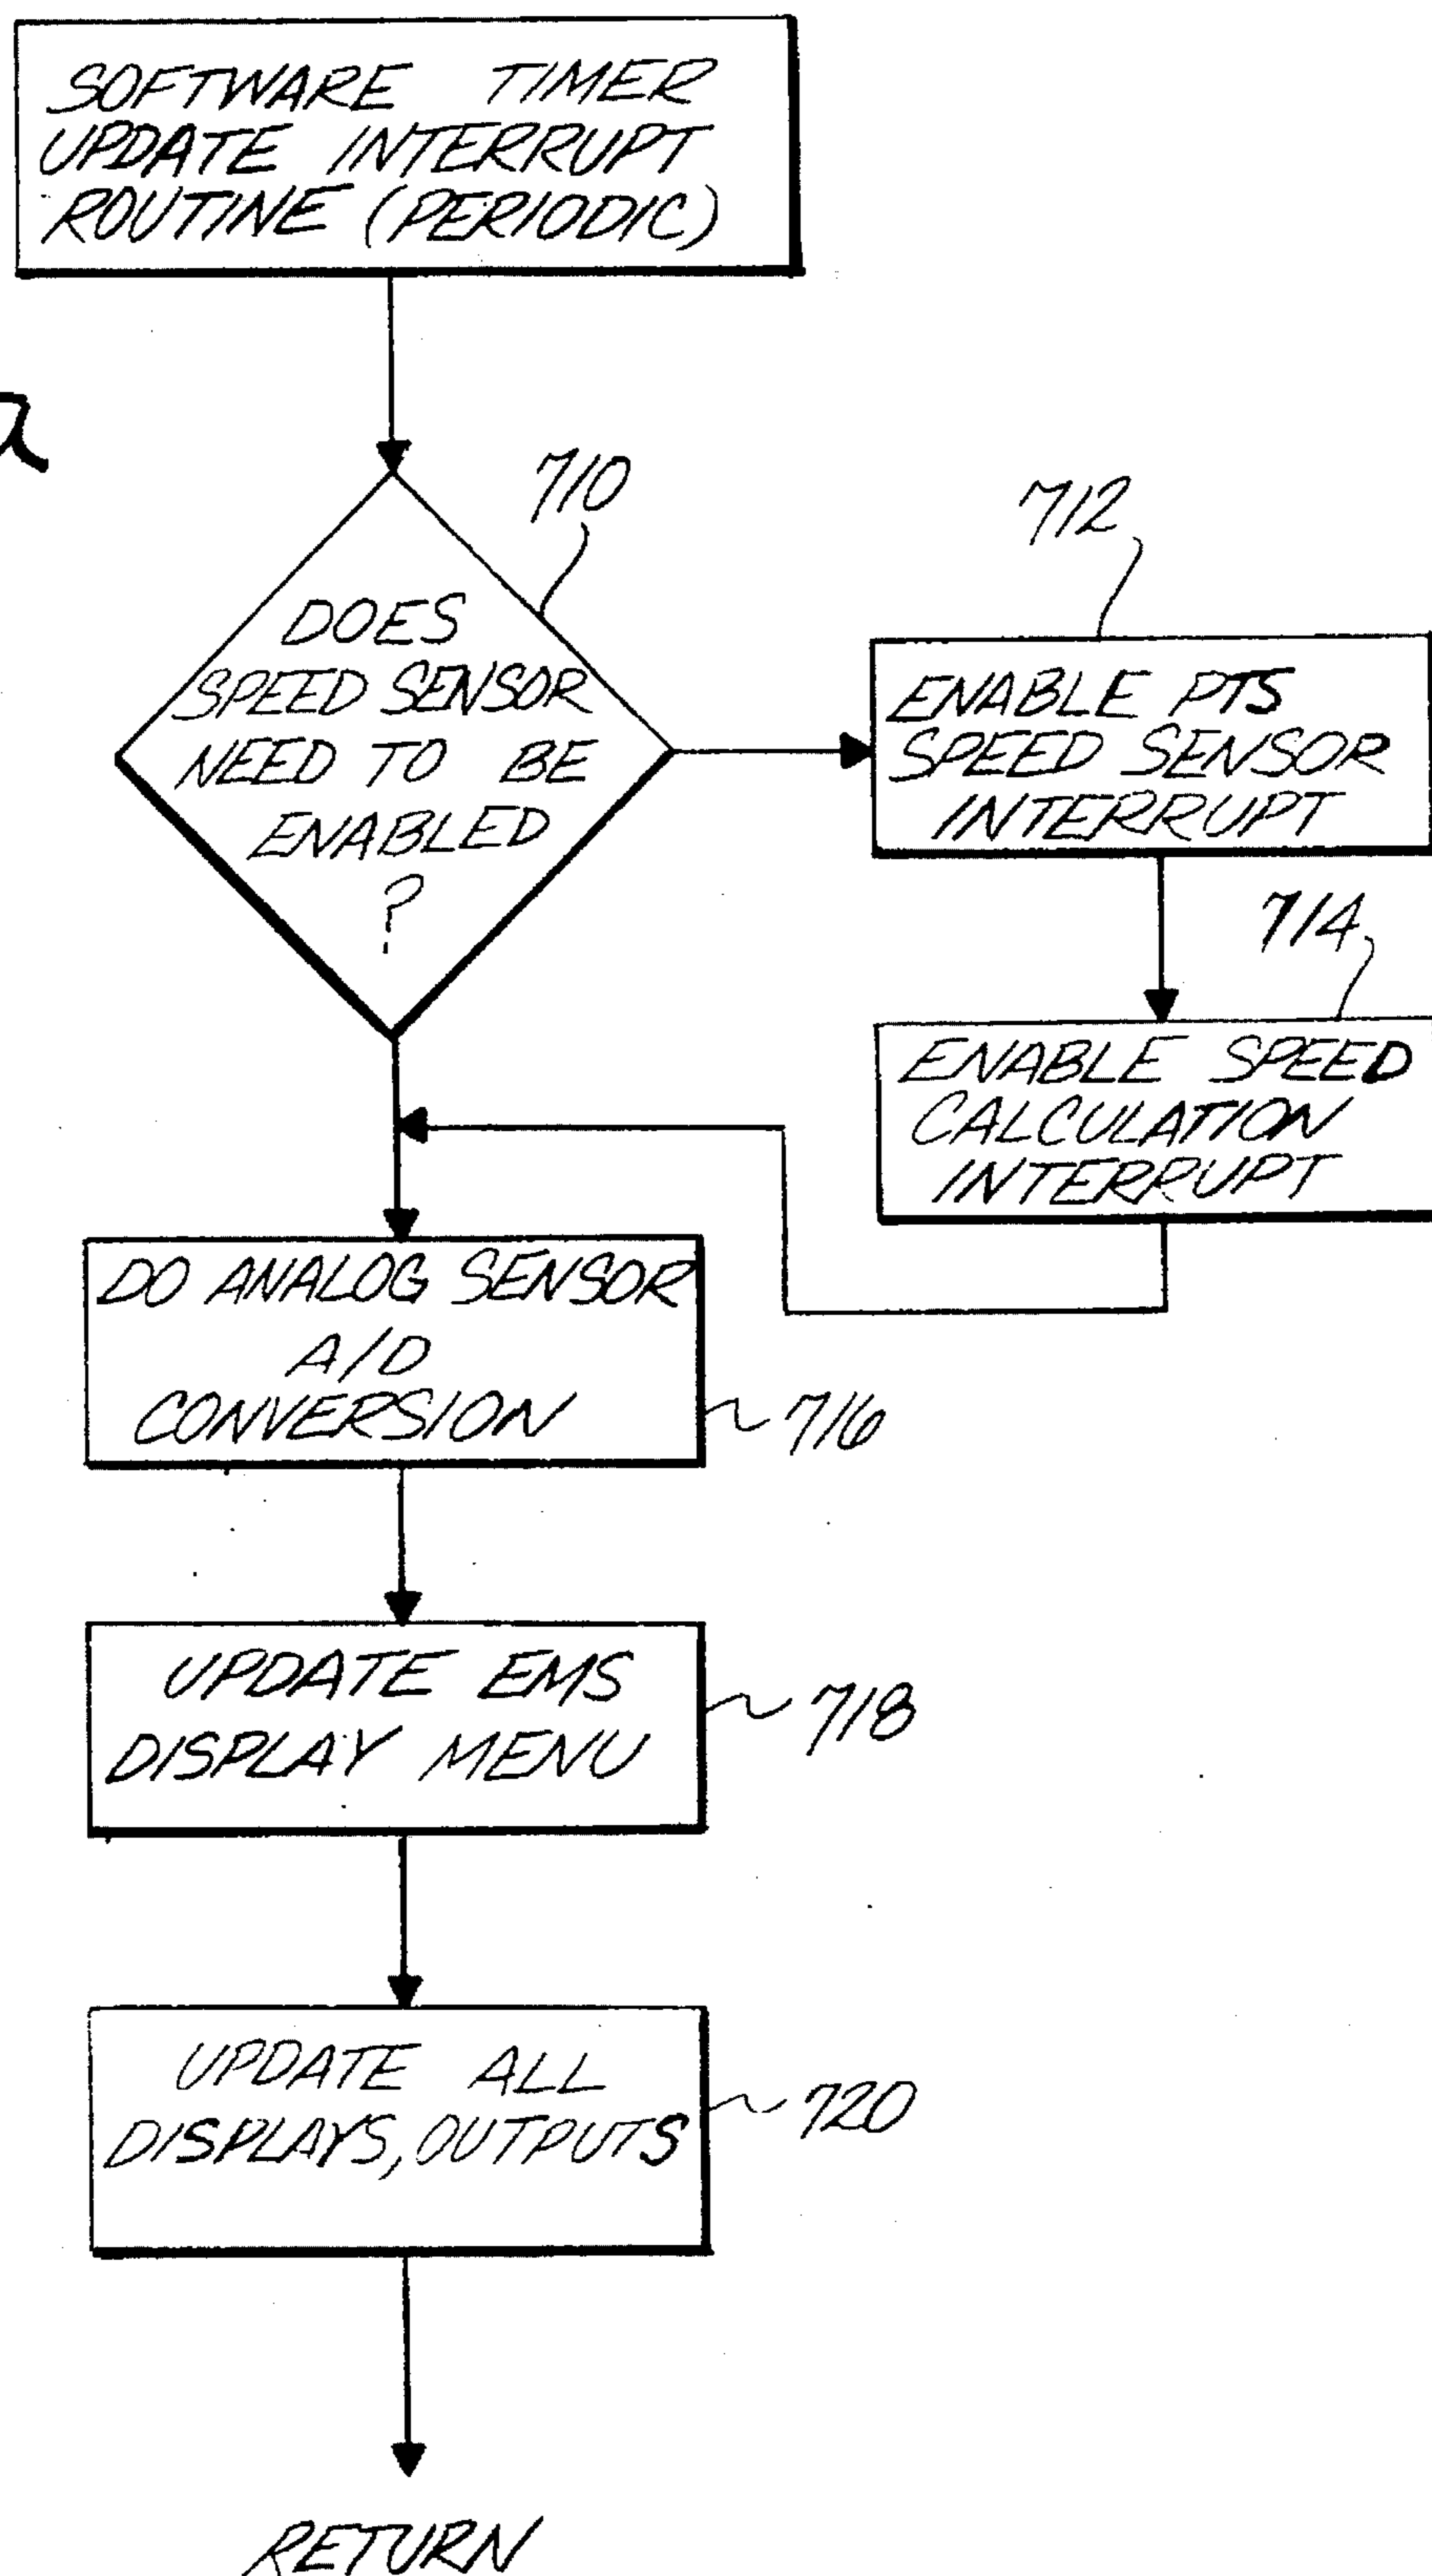 SOFTWARE TIMER
UPDATE INTERRUPT
ROUTINE (PERIODIC)
a
710
DOES
SPEED SENSOR
NEED TO BE
ENABLED
?
712
ENABLE PTS
SPEED SENSOR
INTERRUPT
714
ENABLE SPEED
CALCULATION
INTERRUPT
DO ANALOG SENSOR
A/D
CONVERSION
716
UPDATE EMS
DISPLAY MENU
718
UPDATE ALL
DISPLAYS, OUTPUTS
720
RETURN